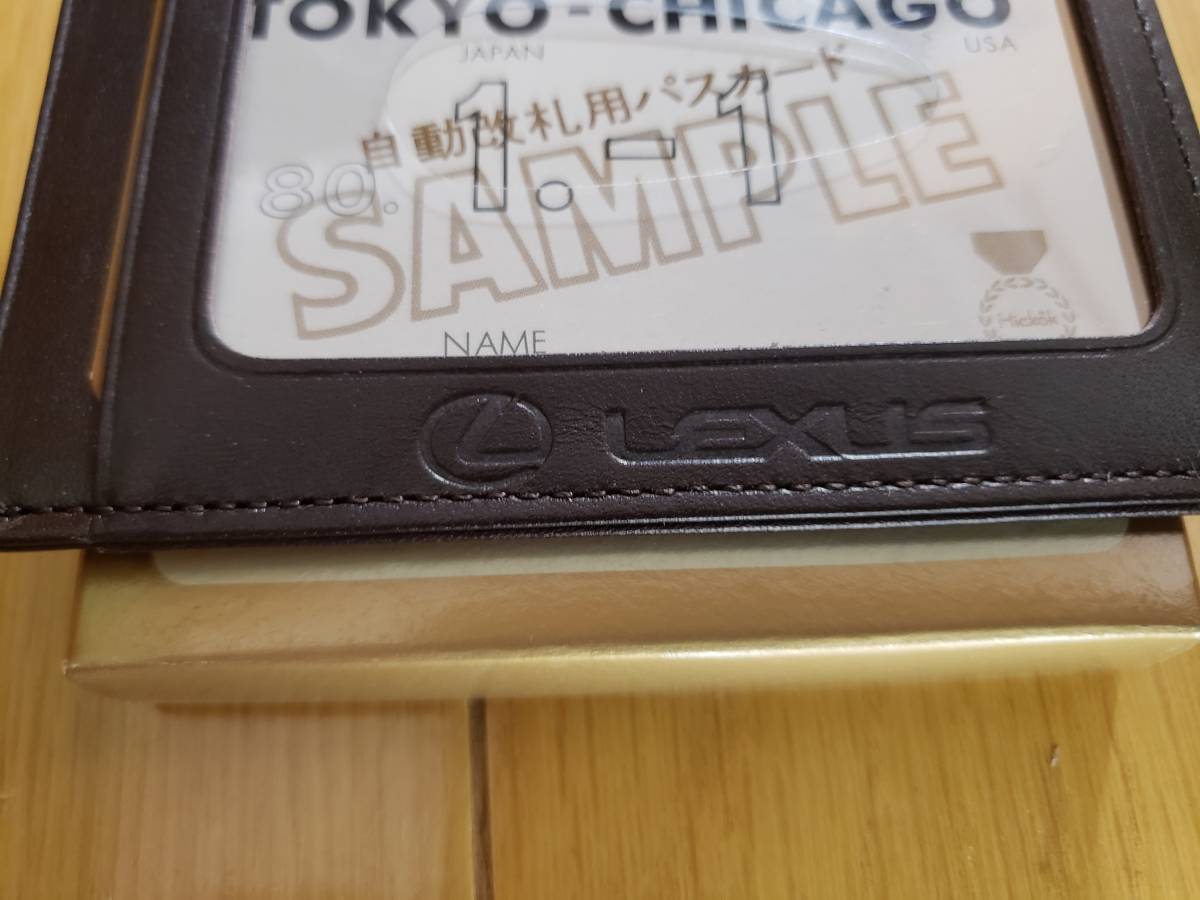 TOKYO-CHICAGO
JAPAN USA
自動改札用パスカード
80. 1.-1
SAMPLE
Hickok
NAME
LEXUS